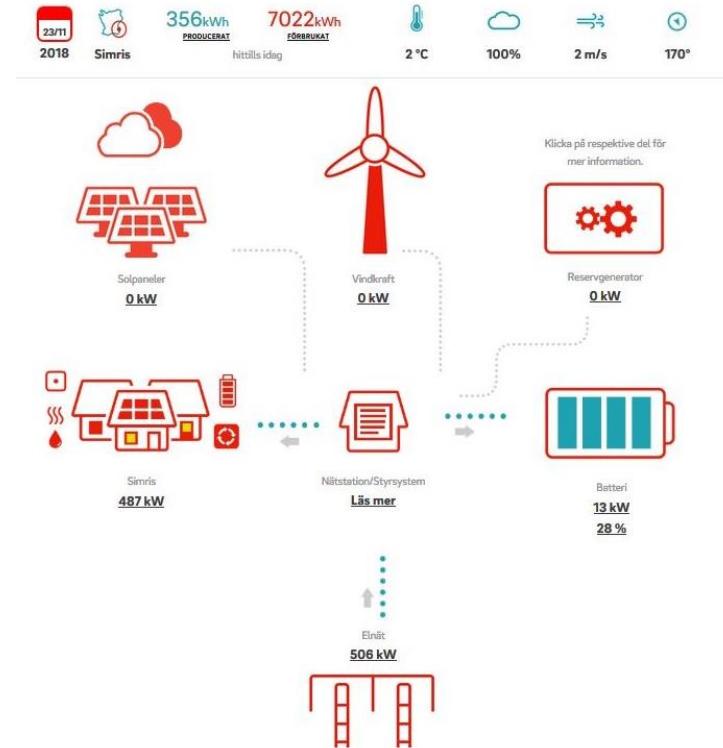 23/11
2018
Simris
356kWh
PRODUCERAT
7022kWh
FÖRBRUKAT
hittills idag
2 °C
100%
2 m/s
170°
Klicka på respektive del för
mer information.
Solpaneler
0 kW
Vindkraft
0 kW
Reservgenerator
0 kW
Simris
487 kW
Nätstation/Styrsystem
Läs mer
Batteri
13 kW
28 %
Elnät
506 kW